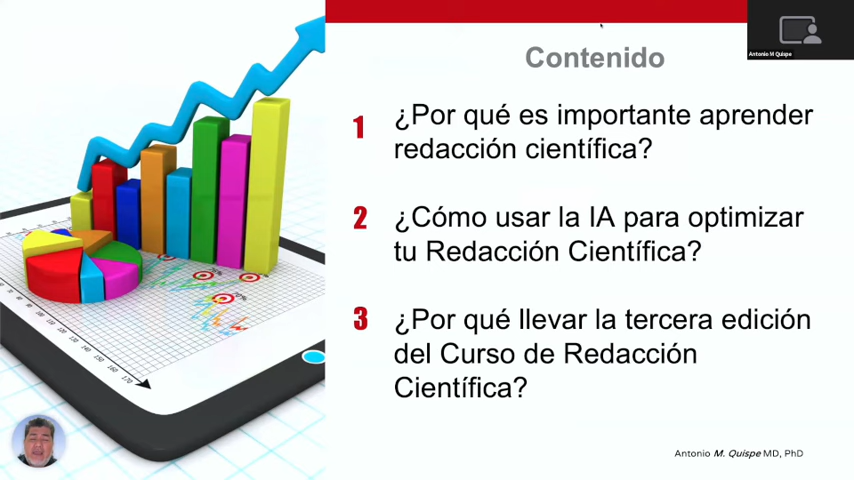 Antonio M Quispe
Contenido
1
¿Por qué es importante aprender
redacción científica?
2
¿Cómo usar la IA para optimizar
tu Redacción Científica?
3
¿Por qué llevar la tercera edición
del Curso de Redacción
Científica?
Antonio M. Quispe MD, PhD